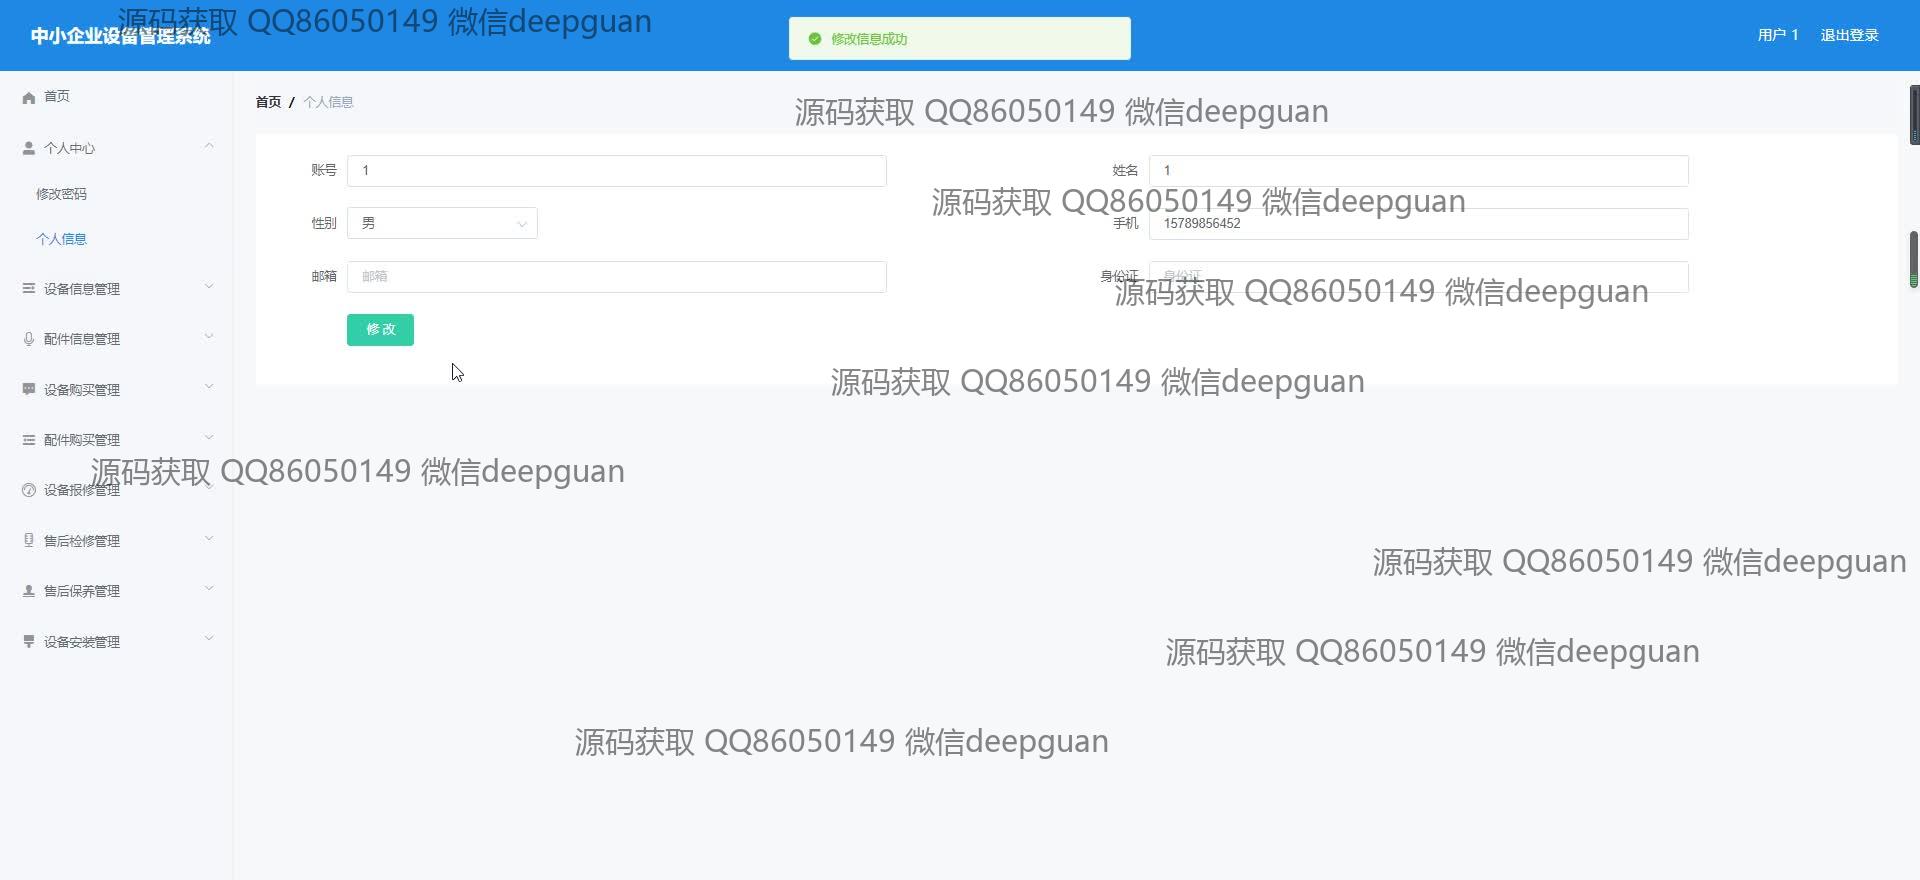 源码获取 QQ86050149 微信deepguan
中小企业设备管理系统
修改信息成功
用户 1
退出登录
首页
首页 / 个人信息
源码获取 QQ86050149 微信deepguan
个人中心
账号 1
姓名 1
修改密码
源码获取 QQ86050149 微信deepguan
性别 男
手机 15789856452
个人信息
邮箱 邮箱
身份证 身份证
设备信息管理
源码获取 QQ86050149 微信deepguan
修 改
配件信息管理
设备购买管理
源码获取 QQ86050149 微信deepguan
配件购买管理
源码获取 QQ86050149 微信deepguan
设备报修管理
售后检修管理
源码获取 QQ86050149 微信deepguan
售后保养管理
设备安装管理
源码获取 QQ86050149 微信deepguan
源码获取 QQ86050149 微信deepguan